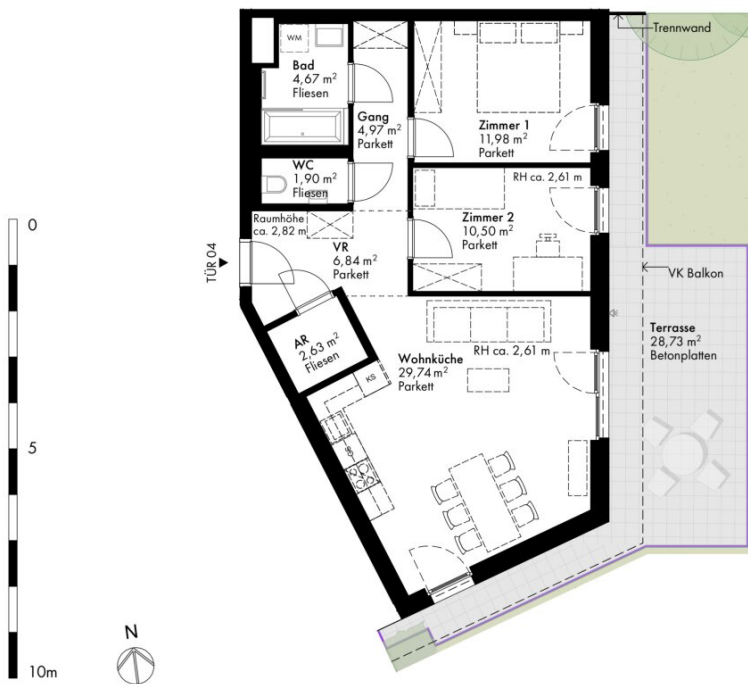 Trennwand
WM
Bad
4,67 m²
Fliesen
Gang
4,97 m²
Parkett
Zimmer 1
11,98 m²
Parkett
WC
1,90 m²
Fliesen
RH ca. 2,61 m
Zimmer 2
10,50 m²
Parkett
Raumhöhe
ca. 2,82 m
VR
6,84 m²
Parkett
TÜR 04
VK Balkon
AR
2,63 m²
Fliesen
Wohnküche
29,74 m²
Parkett
RH ca. 2,61 m
KS
Terrasse
28,73 m²
Betonplatten
0
5
10m
N